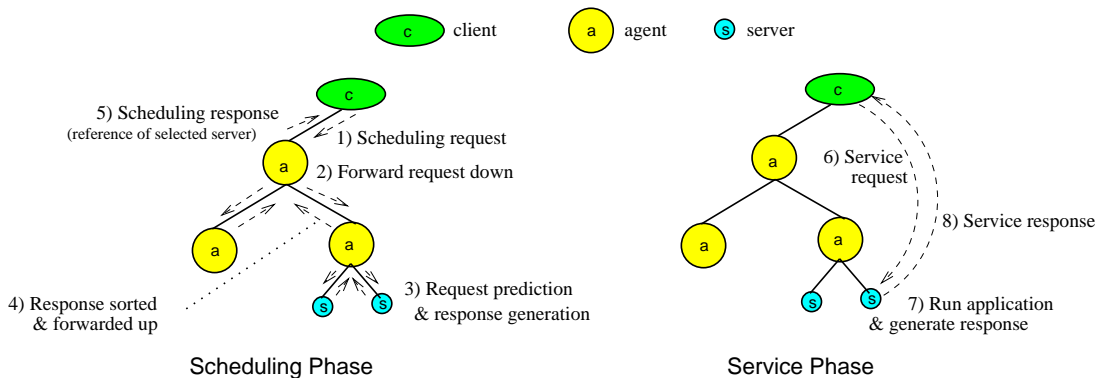 c client a agent s server
c
5) Scheduling response
(reference of selected server)
1) Scheduling request
a
2) Forward request down
a
a
4) Response sorted
& forwarded up
s
s
3) Request prediction
& response generation
Scheduling Phase
c
a
6) Service
request
8) Service response
a
a
s
s
7) Run application
& generate response
Service Phase